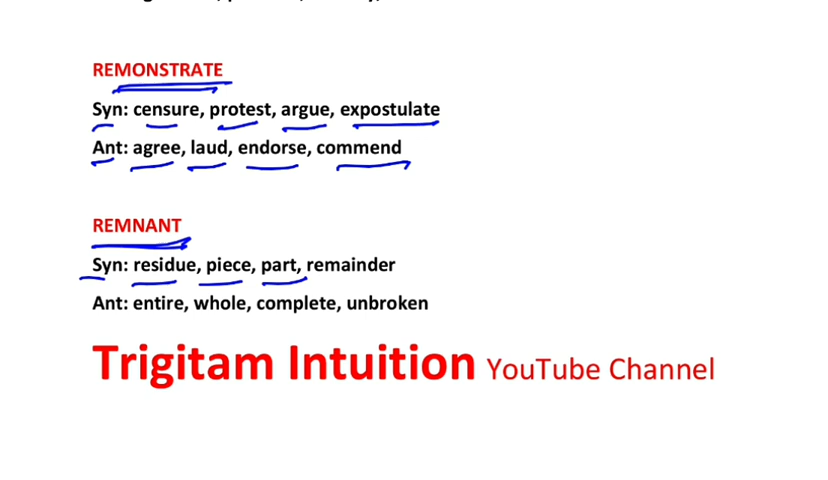 REMONSTRATE
Syn: censure, protest, argue, expostulate
Ant: agree, laud, endorse, commend
REMNANT
Syn: residue, piece, part, remainder
Ant: entire, whole, complete, unbroken
Trigitam Intuition YouTube Channel